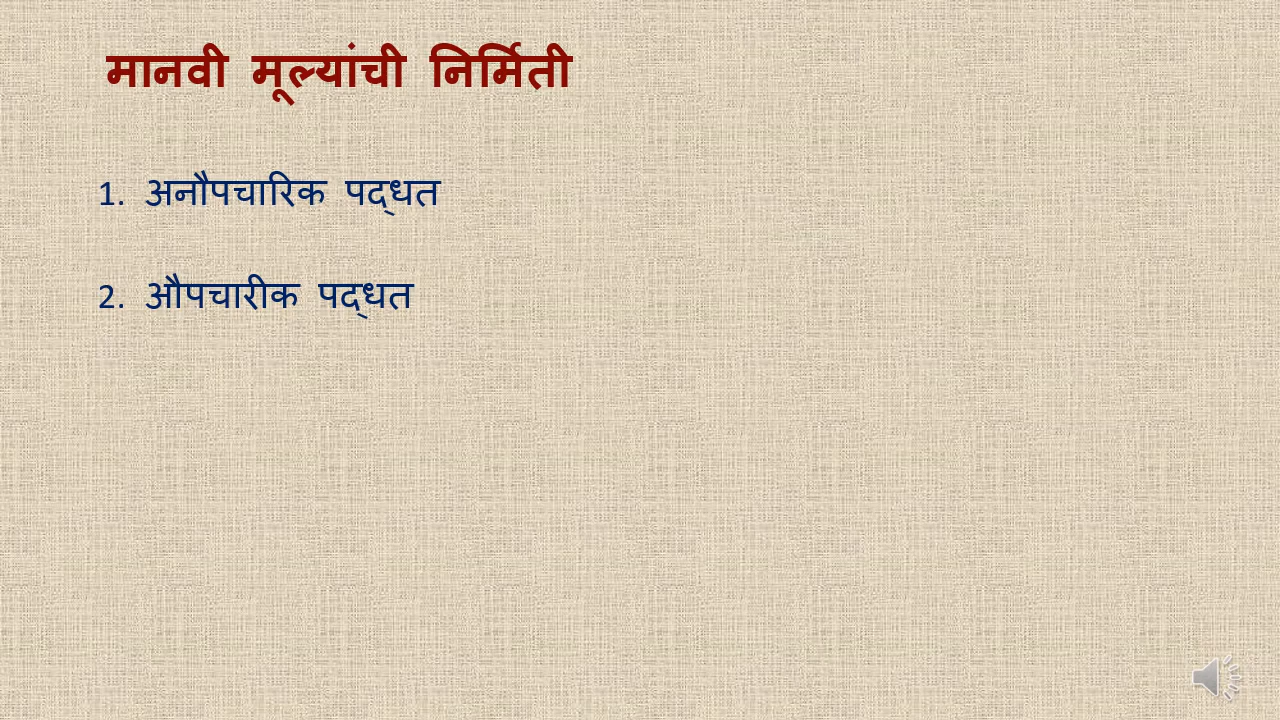 मानवी मूल्यांची निर्मिती
1. अनौपचारिक पद्धत
2. औपचारीक पद्धत